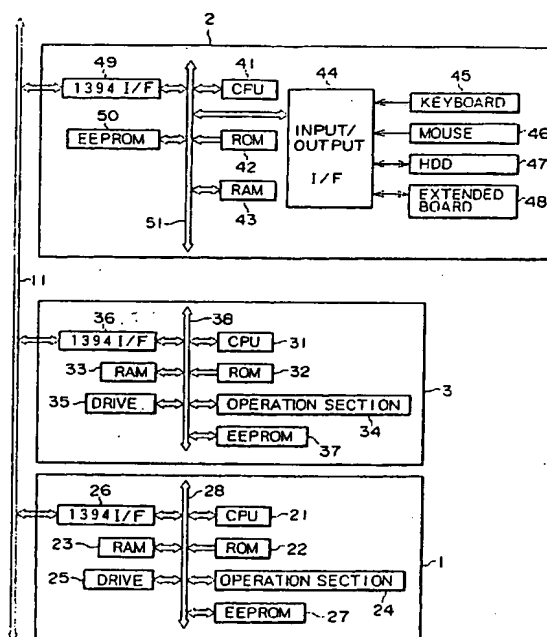 2
49
1394 I/F
41
CFU
44
INPUT/
OUTPUT
I/F
45
KEYBOARD
50
EEPROM
MOUSE
46
ROM
42
HDD
47
RAM
43
EXTENDED
BOARD
48
51
11
36
1394 I/F
38
CPU
31
33
RAM
ROM
32
3
35
DRIVE.
OPERATION SECTION
34
EEPROM
37
26
1394 I/F
28
CPU
21
23
RAM
ROM
22
1
25
DRIVE
OPERATION SECTION
24
EEPROM
27